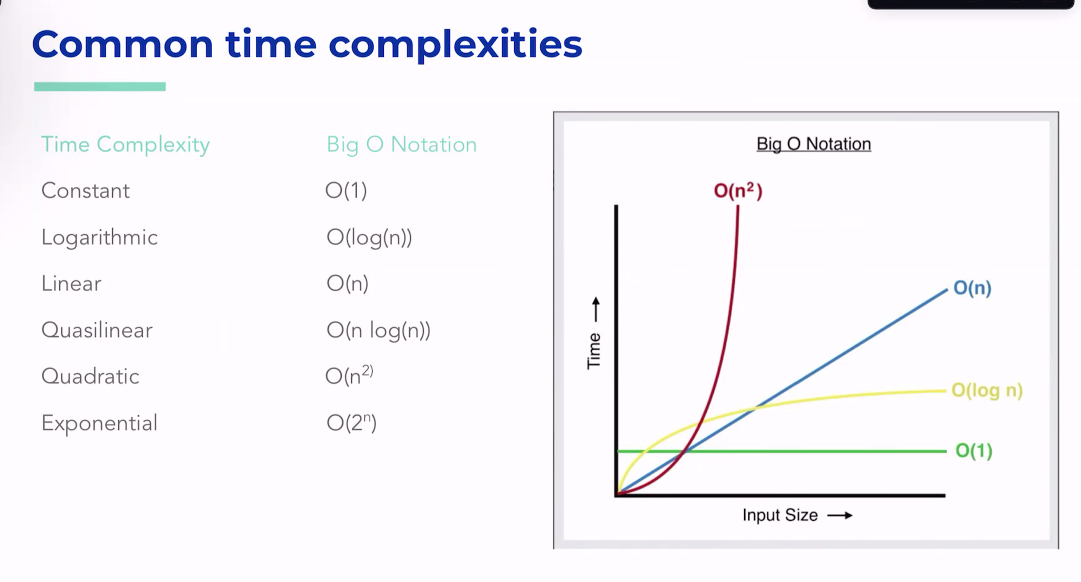 Common time complexities
Time Complexity Big O Notation
Constant O(1)
Logarithmic O(log(n))
Linear O(n)
Quasilinear O(n log(n))
Quadratic O(n²⁾
Exponential O(2ⁿ)
Big O Notation
O(n²)
O(n)
O(log n)
O(1)
Time →
Input Size →